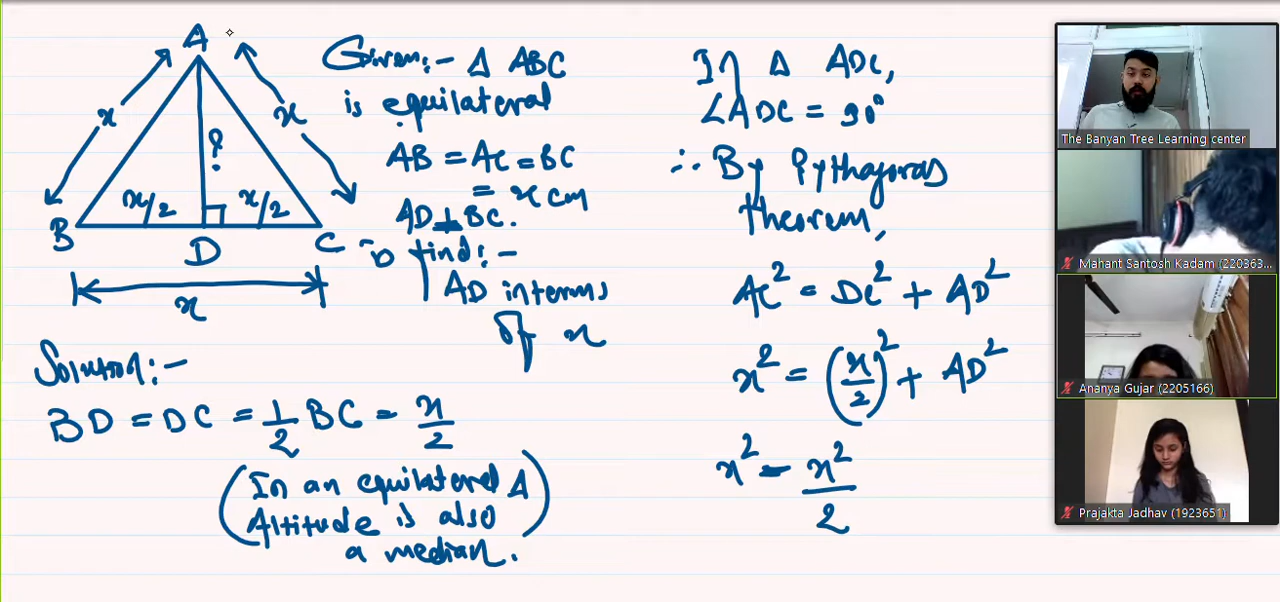 A
x
x
?
x/2
x/2
B
D
C
x
Given:- Δ ABC
is equilateral
AB = AC = BC
= x cm
AD ⊥ BC.
To find:-
AD interms
of x
Solution:-
BD = DC = 1/2 BC = x/2
(In an equilateral Δ
Altitude is also
a median.)
In Δ ADC,
∠ADC = 90°
∴ By Pythagoras
theorem,
AC² = DC² + AD²
x² = (x/2)² + AD²
x² - x²/2
The Banyan Tree Learning center
Mahant Santosh Kadam (220363...
Ananya Gujar (2205166)
Prajakta Jadhav (1923651)